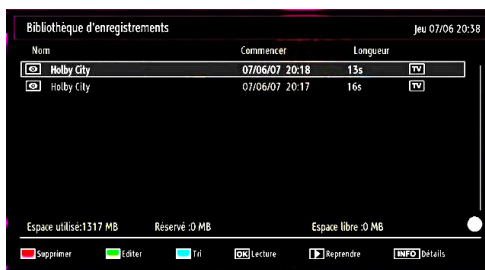 Bibliothèque d'enregistrements Jeu 07/06 20:38
Nom Commencer Longueur
Holby City 07/06/07 20:18 13s TV
Holby City 07/06/07 20:17 16s TV
Espace utilisé:1317 MB Réservé :0 MB Espace libre :0 MB
Supprimer Editer Tri OK Lecture Reprendre INFO Détails